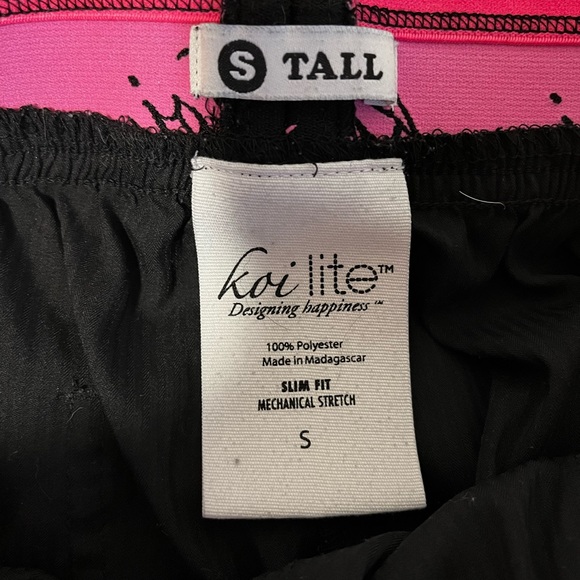 S TALL
koi lite™
Designing happiness™
100% Polyester
Made in Madagascar
SLIM FIT
MECHANICAL STRETCH
S